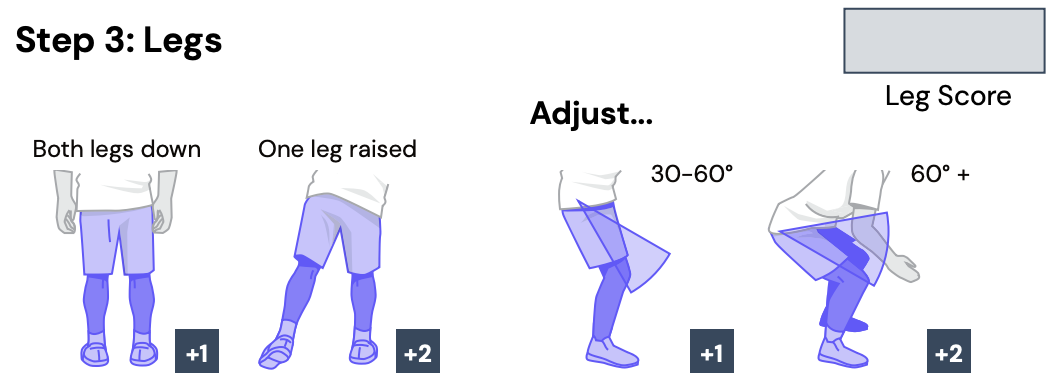 Step 3: Legs
Leg Score
Adjust...
Both legs down
One leg raised
30-60°
60° +
+1
+2
+1
+2